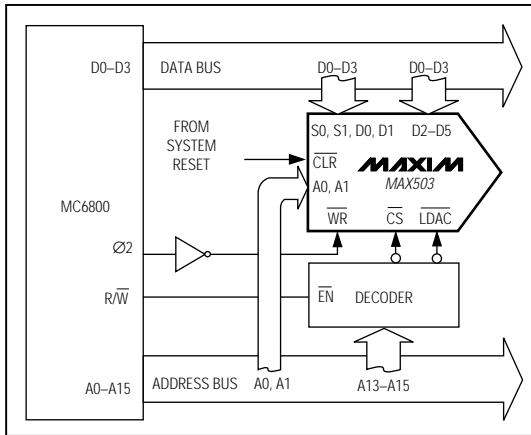 D0–D3 DATA BUS D0–D3 D0–D3
S0, S1, D0, D1 D2–D5
FROM
SYSTEM
RESET
CLR
MAXIM
MAX503
A0, A1
MC6800
WR CS LDAC
Ø2
R/W
EN DECODER
A0–A15 ADDRESS BUS A0, A1 A13–A15